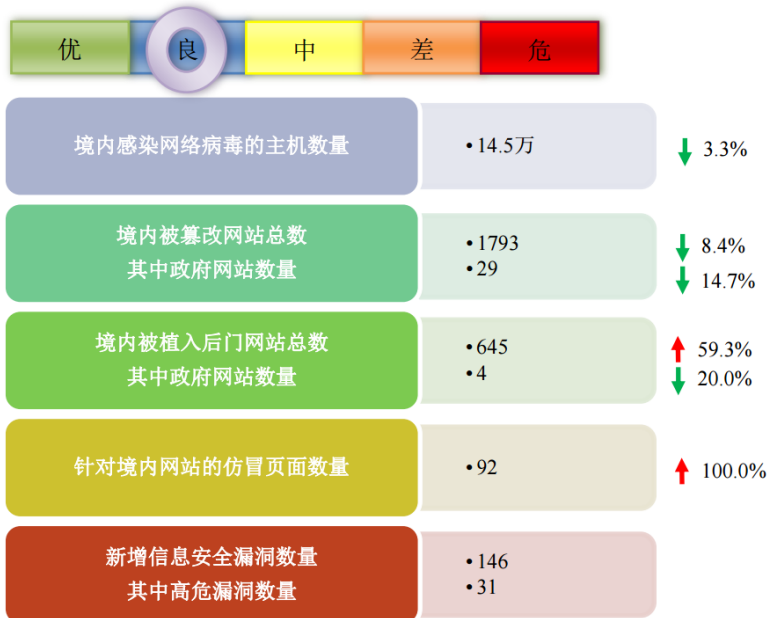 优 良 中 差 危
境内感染网络病毒的主机数量 •14.5万 ↓ 3.3%
境内被篡改网站总数 •1793 ↓ 8.4%
其中政府网站数量 •29 ↓ 14.7%
境内被植入后门网站总数 •645 ↑ 59.3%
其中政府网站数量 •4 ↓ 20.0%
针对境内网站的仿冒页面数量 •92 ↑ 100.0%
新增信息安全漏洞数量 •146
其中高危漏洞数量 •31